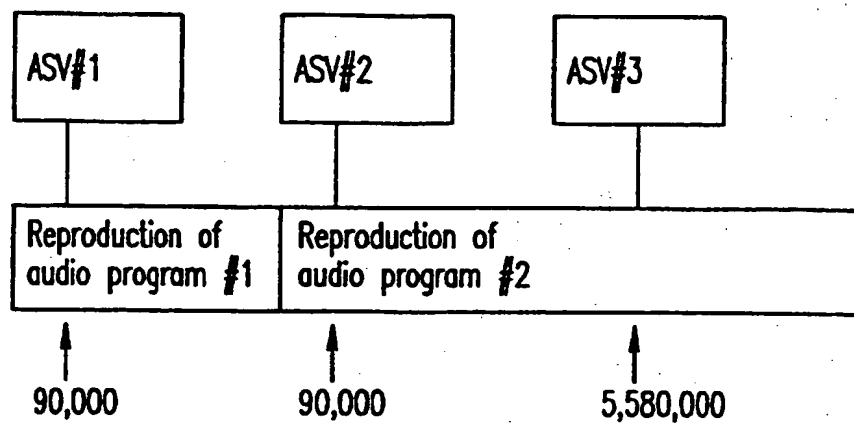 ASV#1
ASV#2
ASV#3
Reproduction of
audio program #1
Reproduction of
audio program #2
90,000
90,000
5,580,000